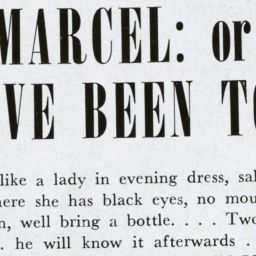 MARCEL: or
VE BEEN TO
like a lady in evening dress, sal
here she has black eyes, no mou
n, well bring a bottle. . . . Two
. he will know it afterwards .